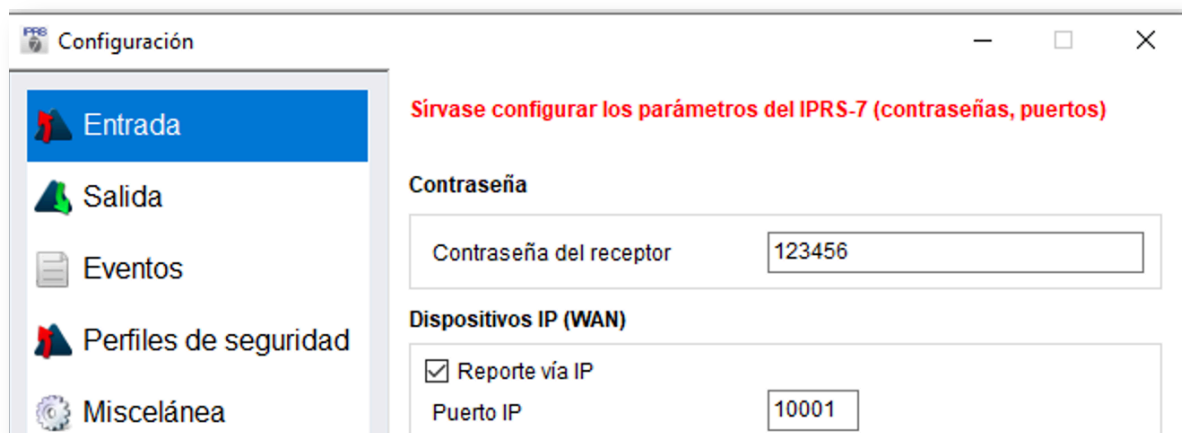 IPRS
Configuración
Entrada
Salida
Eventos
Perfiles de seguridad
Miscelánea
Sírvase configurar los parámetros del IPRS-7 (contraseñas, puertos)
Contraseña
Contraseña del receptor 123456
Dispositivos IP (WAN)
Reporte vía IP
Puerto IP 10001